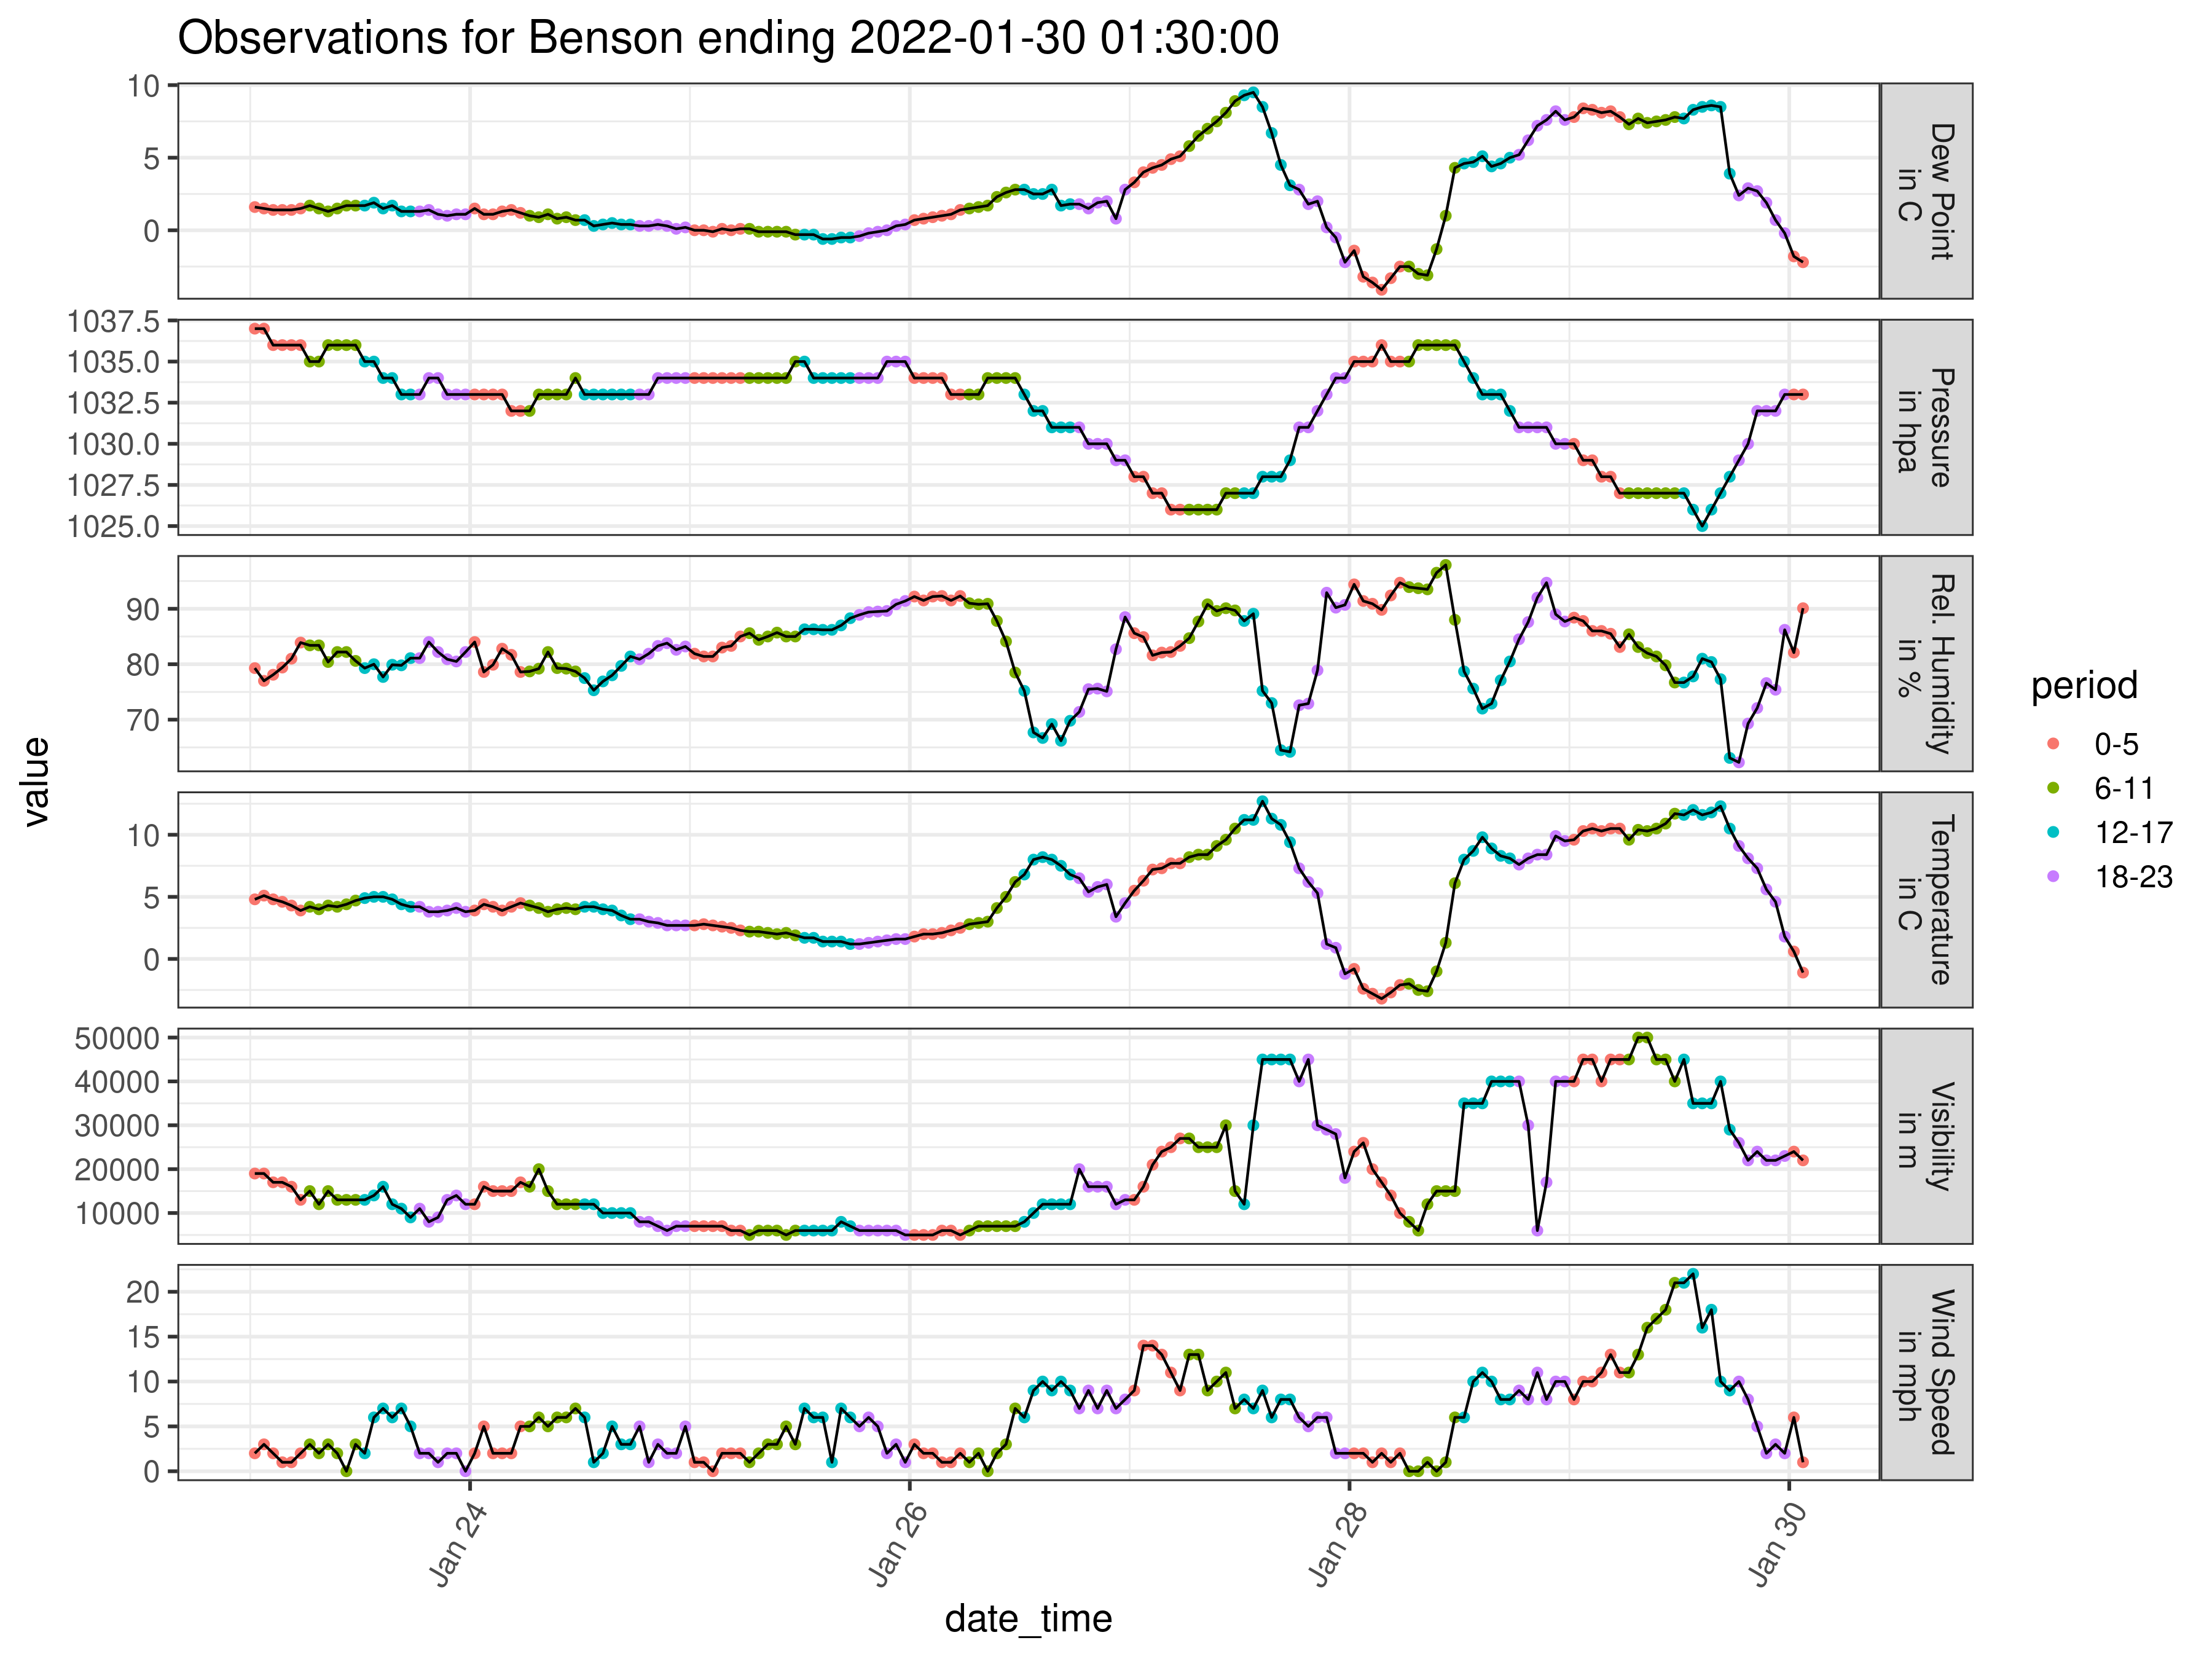 Observations for Benson ending 2022-01-30 01:30:00
value
10
5
0
Dew Point
in C
1037.5
1035.0
1032.5
1030.0
1027.5
1025.0
Pressure
in hpa
90
80
70
Rel. Humidity
in %
10
5
0
Temperature
in C
50000
40000
30000
20000
10000
Visibility
in m
20
15
10
5
0
Wind Speed
in mph
Jan 24
Jan 26
Jan 28
Jan 30
date_time
period
0-5
6-11
12-17
18-23